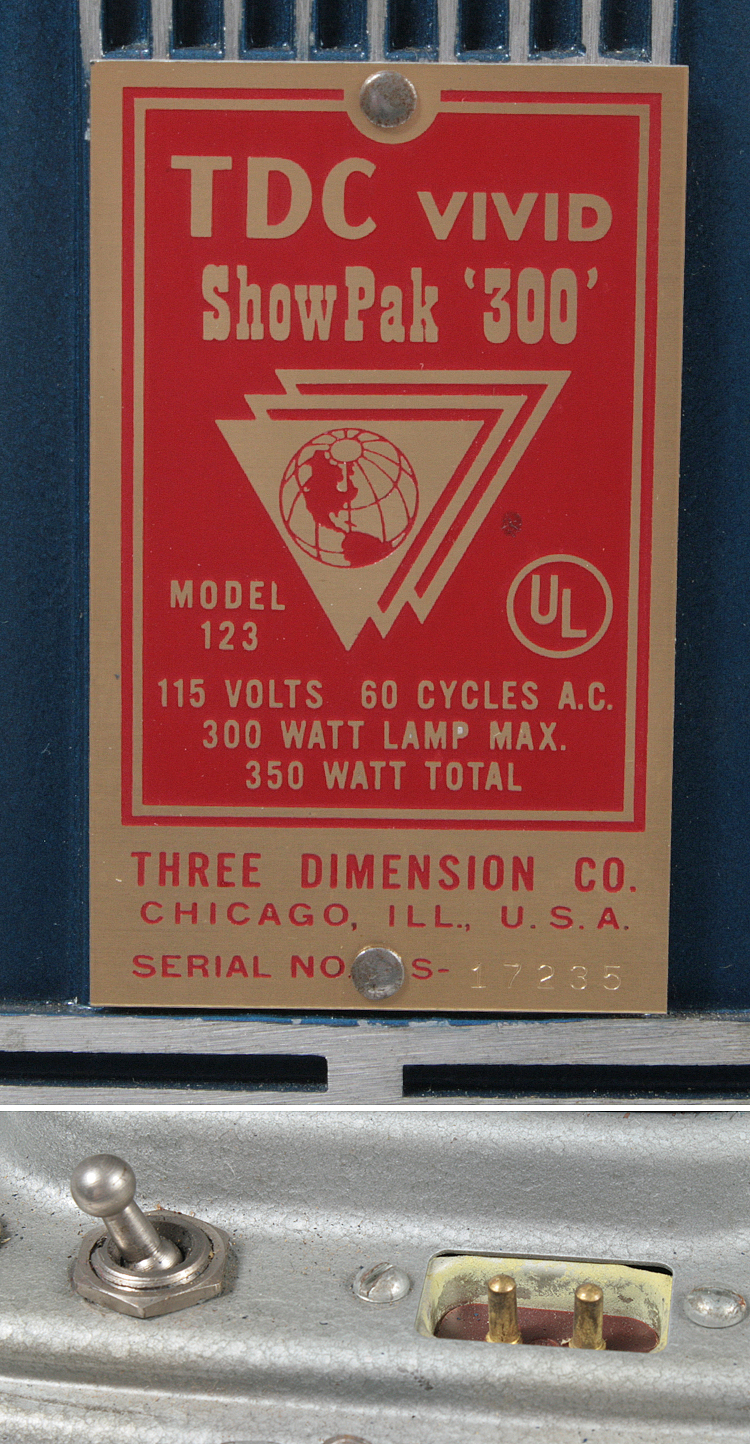 TDC VIVID
ShowPak '300'
MODEL
123
UL
115 VOLTS 60 CYCLES A.C.
300 WATT LAMP MAX.
350 WATT TOTAL
THREE DIMENSION CO.
CHICAGO, ILL., U.S.A.
SERIAL NO. S- 17235